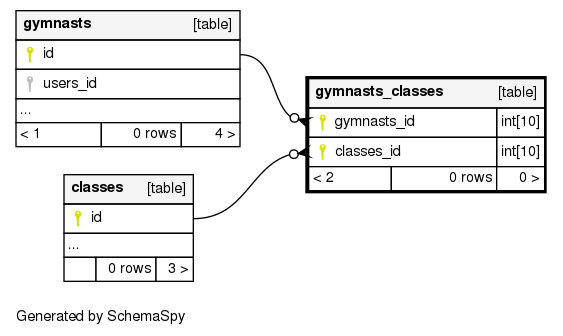 gymnasts [table]
id
users_id
...
< 1 0 rows 4 >
gymnasts_classes [table]
gymnasts_id int[10]
classes_id int[10]
< 2 0 rows 0 >
classes [table]
id
...
0 rows 3 >
Generated by SchemaSpy